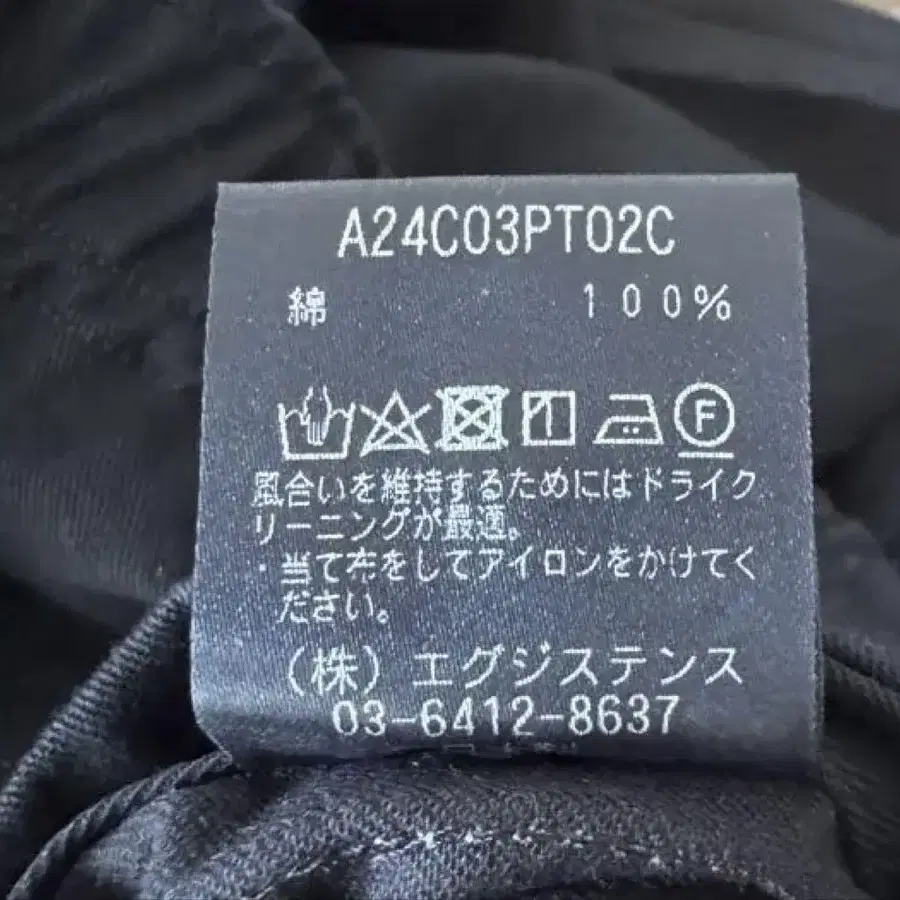 A24C03PT02C
綿 100%
F
風合いを維持するためにはドライク
リーニングが最適。
・当て布をしてアイロンをかけてく
ださい。
(株)エグジステンス
03-6412-8637